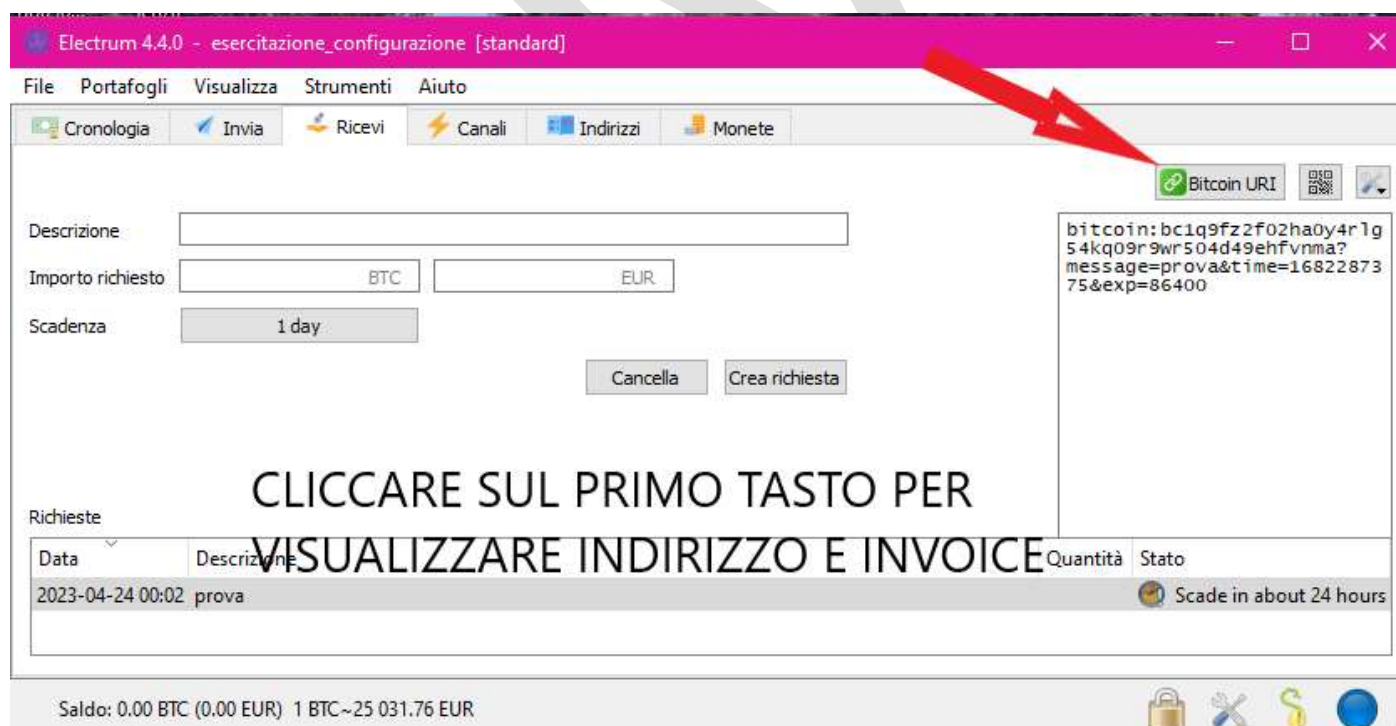 Electrum 4.4.0 - esercitazione_configurazione [standard]
File Portafogli Visualizza Strumenti Aiuto
Cronologia Invia Ricevi Canali Indirizzi Monete
Bitcoin URI
Descrizione
bitcoin:bc1q9fz2f02ha0y4rlg
54kq09r9wr504d49ehfvnma?
message=prova&time=16822873
75&exp=86400
Importo richiesto BTC EUR
Scadenza 1 day
Cancella Crea richiesta
CLICCARE SUL PRIMO TASTO PER
VISUALIZZARE INDIRIZZO E INVOICE
Richieste
Data Descrizione Quantità Stato
2023-04-24 00:02 prova Scade in about 24 hours
Saldo: 0.00 BTC (0.00 EUR) 1 BTC~25 031.76 EUR